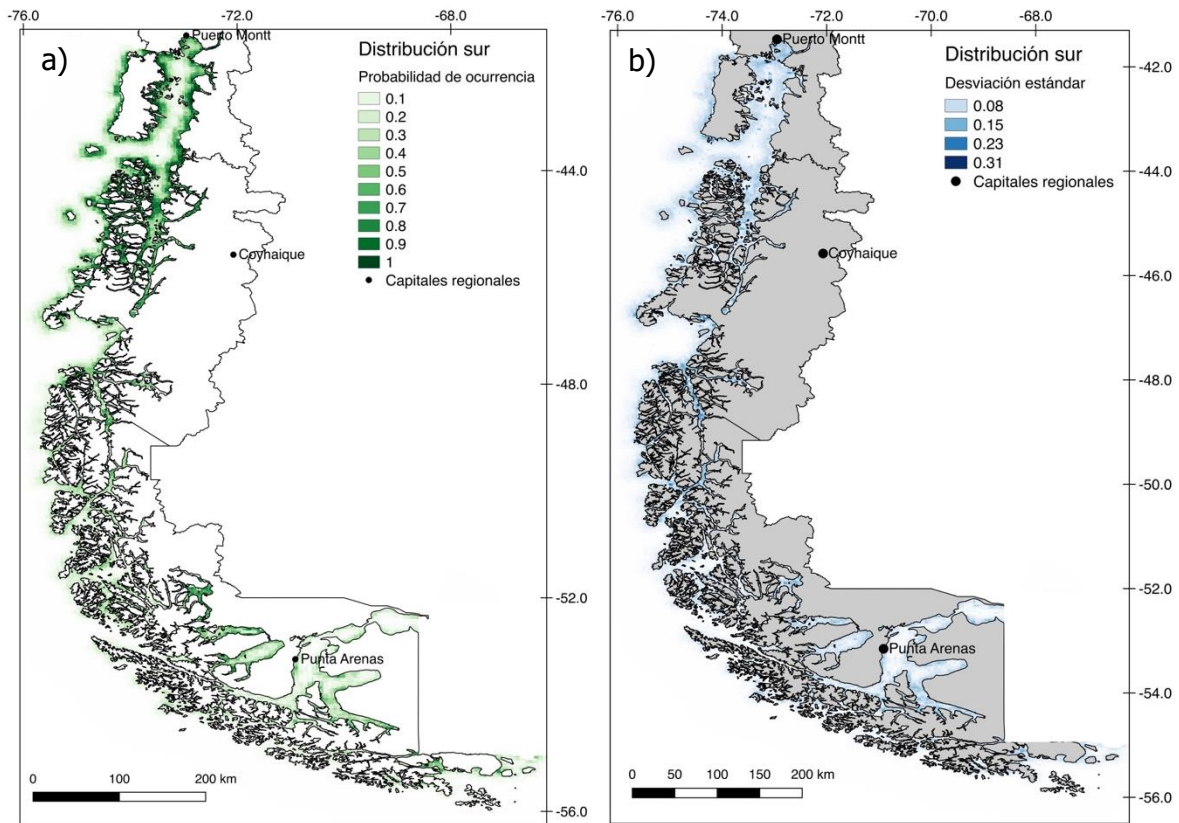 -76.0 -72.0
a)
Puerto Montt
Distribución sur
Probabilidad de ocurrencia
0.1
0.2
0.3
0.4
0.5
0.6
0.7
0.8
0.9
1
Capitales regionales
Coyhaique
Punta Arenas
-44.0
-48.0
-52.0
-56.0
0 100 200 km
-76.0 -74.0 -72.0 -70.0 -68.0
b)
Puerto Montt
Distribución sur
Desviación estándar
0.08
0.15
0.23
0.31
Capitales regionales
Coyhaique
Punta Arenas
-42.0
-44.0
-46.0
-48.0
-50.0
-52.0
-54.0
-56.0
0 50 100 150 200 km